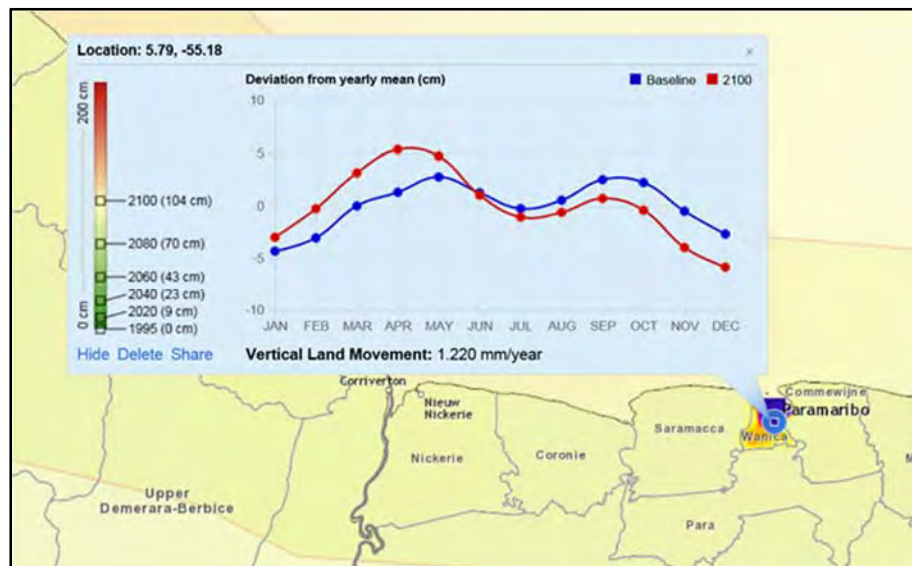 Location: 5.79, -55.18
×
200 cm
0 cm
2100 (104 cm)
2080 (70 cm)
2060 (43 cm)
2040 (23 cm)
2020 (9 cm)
1995 (0 cm)
Hide Delete Share
Deviation from yearly mean (cm)
Baseline 2100
10
5
0
-5
-10
JAN FEB MAR APR MAY JUN JUL AUG SEP OCT NOV DEC
Vertical Land Movement: 1.220 mm/year
Corriverton
Nieuw
Nickerie
Commewijne
Paramaribo
Saramacca
Wanica
Nickerie
Coronie
Upper
Demerara-Berbice
Para
M